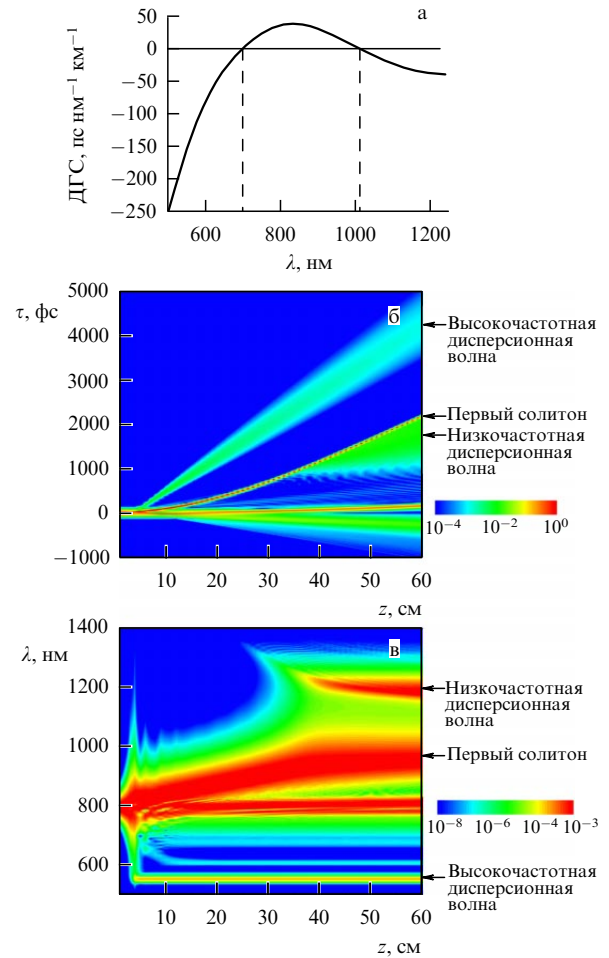 а
50
0
−50
−100
−150
−200
−250
ДГС, пс нм⁻¹ км⁻¹
600
800
1000
1200
λ, нм
τ, фс
5000
4000
3000
2000
1000
0
−1000
б
Высокочастотная
дисперсионная
волна
Первый солитон
Низкочастотная
дисперсионная
волна
10⁻⁴
10⁻²
10⁰
10
20
30
40
50
60
z, см
λ, нм
1400
1200
1000
800
600
в
Низкочастотная
дисперсионная
волна
Первый солитон
10⁻⁸
10⁻⁶
10⁻⁴
10⁻³
Высокочастотная
дисперсионная
волна
10
20
30
40
50
60
z, см